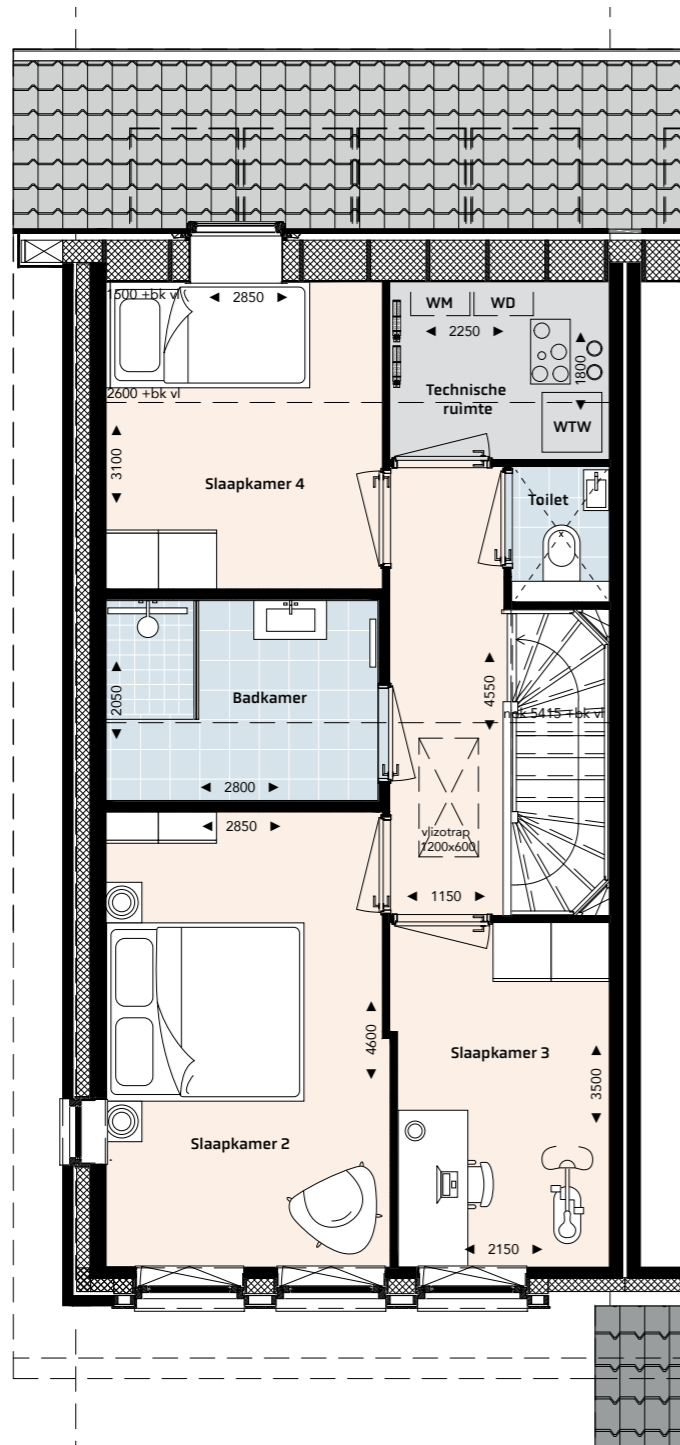 1500 +bk vl
2850
WM
WD
2250
1800
2600 +bk vl
Technische
ruimte
WTW
3100
Slaapkamer 4
Toilet
2050
Badkamer
4550
nok 5415 +bk vl
2800
2850
vlizotrap
1200x600
1150
4600
Slaapkamer 3
3500
Slaapkamer 2
2150